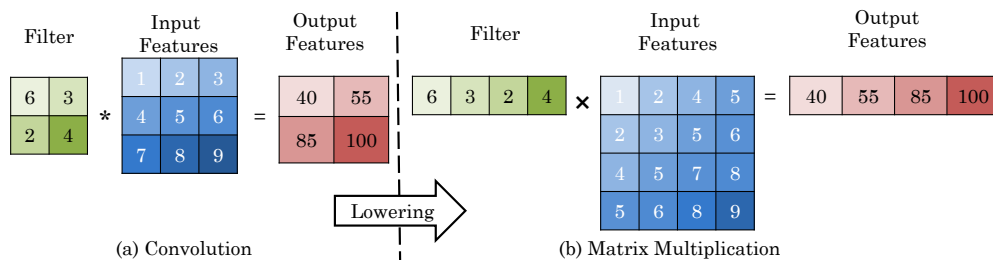 Filter
Input
Features
Output
Features
6 3
2 4
*
1 2 3
4 5 6
7 8 9
=
40 55
85 100
(a) Convolution
Lowering
Filter
Input
Features
Output
Features
6 3 2 4
×
1 2 4 5
2 3 5 6
4 5 7 8
5 6 8 9
=
40 55 85 100
(b) Matrix Multiplication